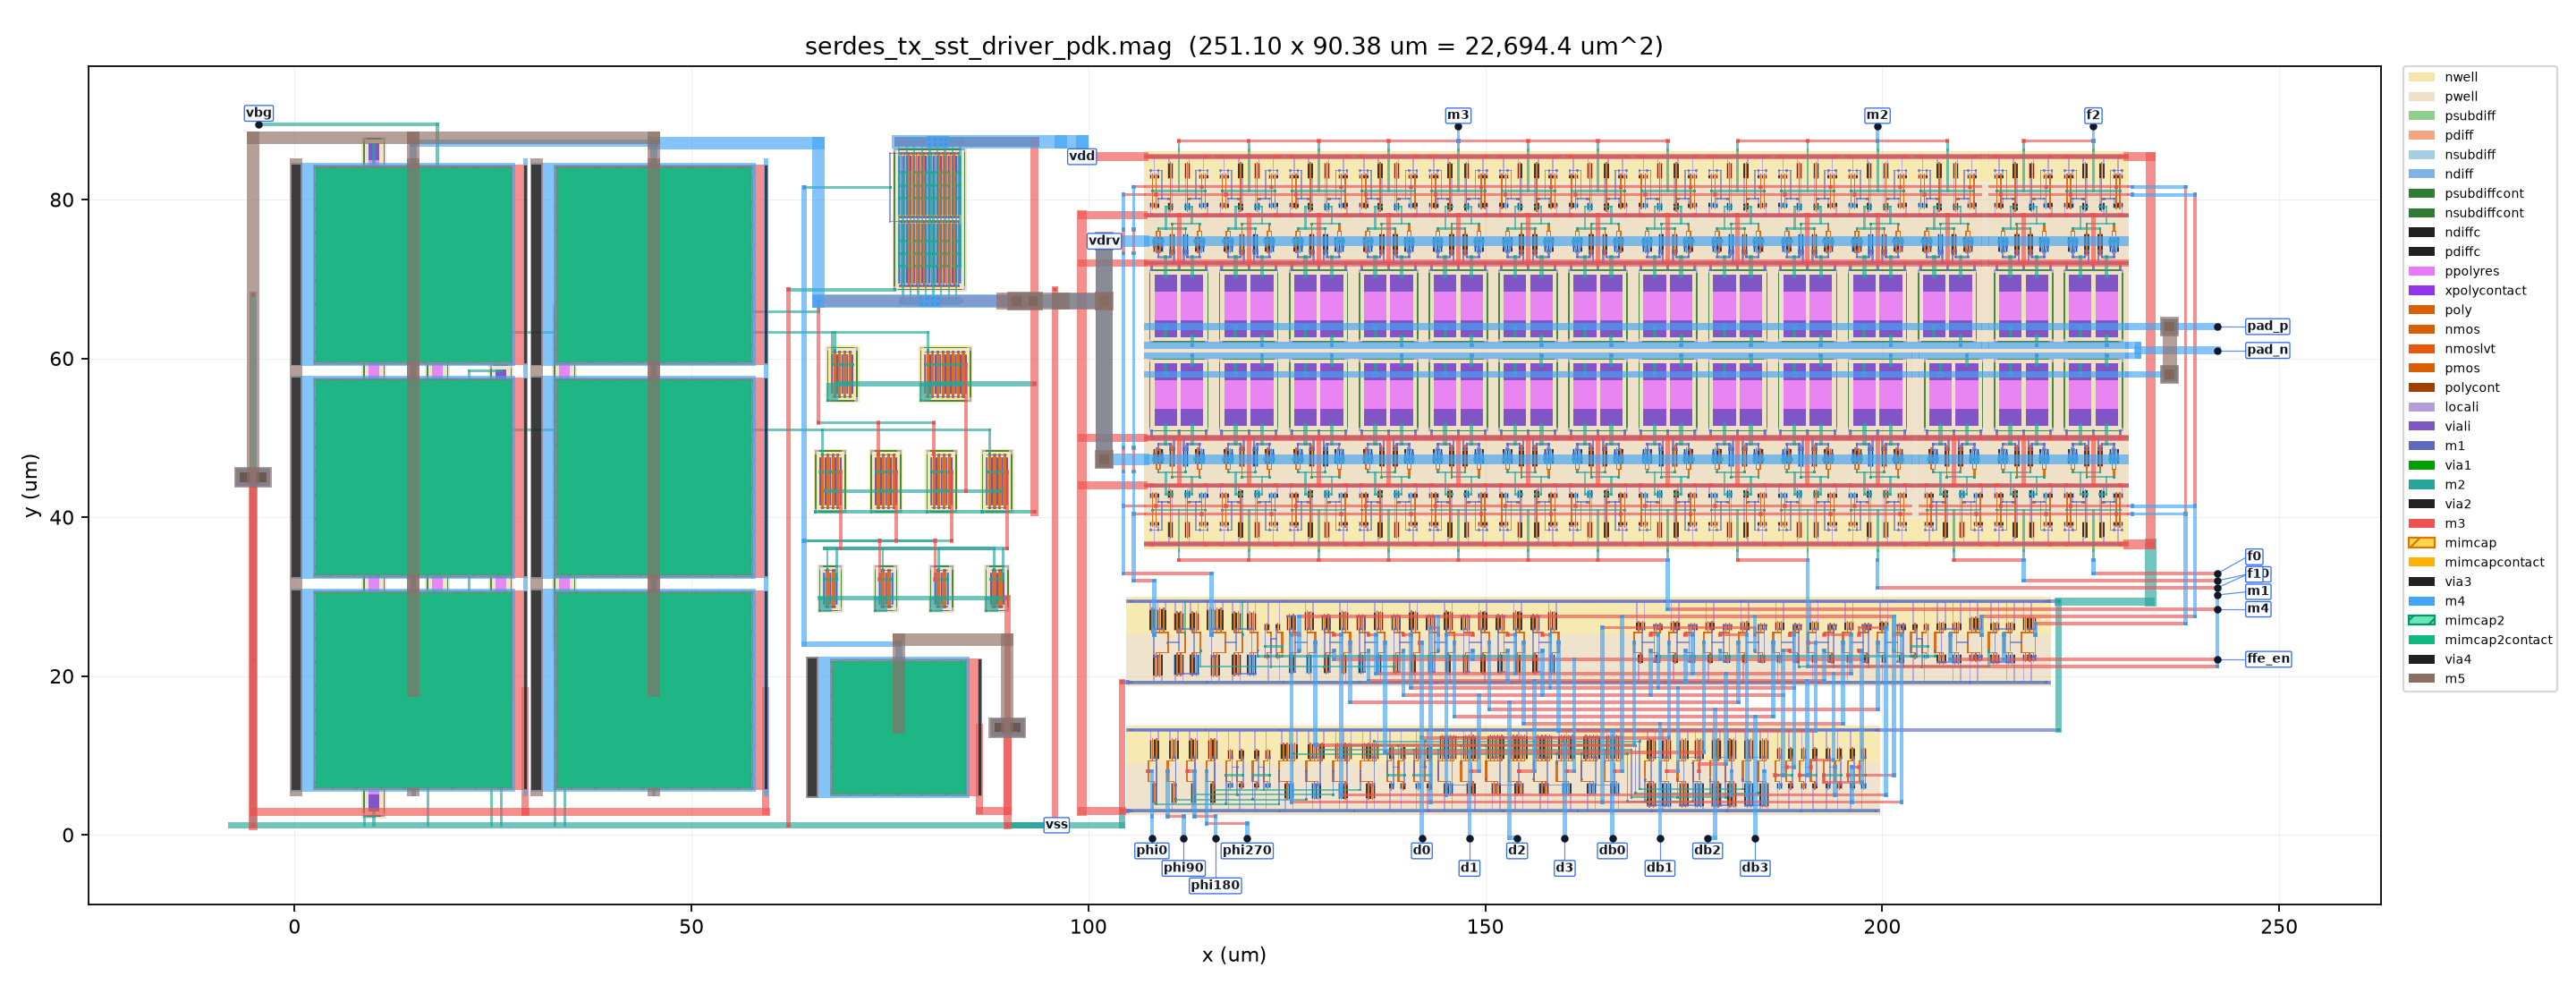 serdes_tx_sst_driver_pdk.mag (251.10 x 90.38 um = 22,694.4 um^2)
vbg
m3
m2
f2
vdd
vdrv
pad_p
pad_n
f0
m1
m4
ffe_en
vss
phi0
phi90
phi180
phi270
d0
d1
d2
d3
db0
db1
db2
db3
y (um)
80
60
40
20
0
0
50
100
150
200
250
x (um)
nwell
pwell
psubdiff
pdiff
nsubdiff
ndiff
psubdiffcont
nsubdiffcont
ndiffc
pdiffc
ppolyres
xpolycontact
poly
nmos
nmoslvt
pmos
polycont
locali
viali
m1
via1
m2
via2
m3
mimcap
mimcapcontact
via3
m4
mimcap2
mimcap2contact
via4
m5